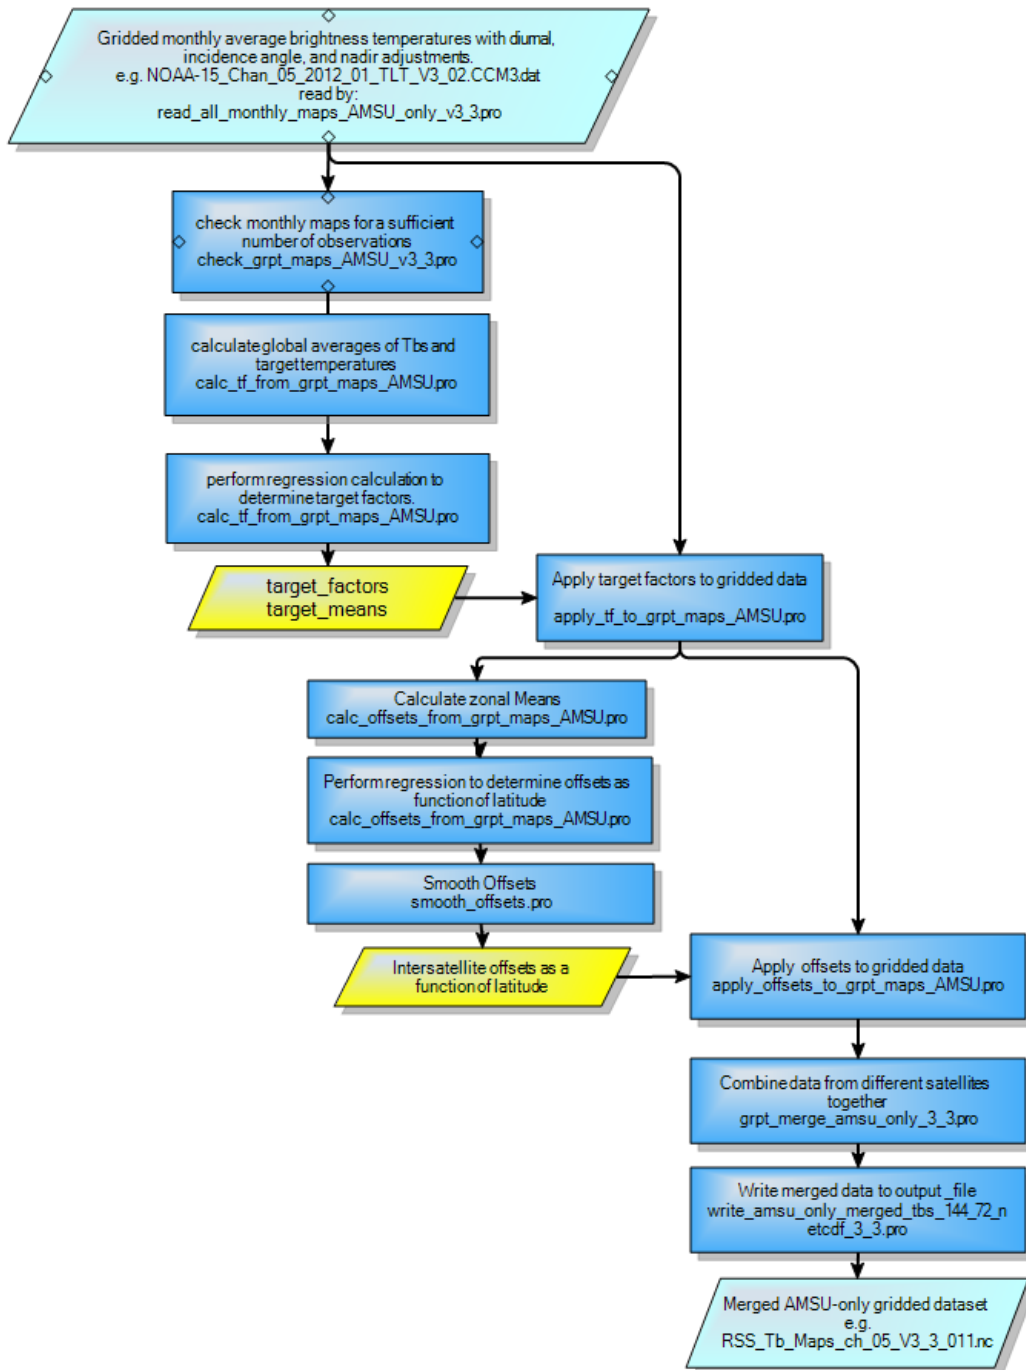 Gridded monthly average brightness temperatures with diurnal,
incidence angle, and nadir adjustments.
e.g. NOAA-15_Chan_05_2012_01_TLT_V3_02.CCM3.dat
read by:
read_all_monthly_maps_AMSU_only_v3_3.pro
check monthly maps for a sufficient
number of observations
check_grpt_maps_AMSU_v3_3.pro
calculate global averages of Tbs and
target temperatures
calc_tf_from_grpt_maps_AMSU.pro
perform regression calculation to
determine target factors.
calc_tf_from_grpt_maps_AMSU.pro
target_factors
target_means
Apply target factors to gridded data
apply_tf_to_grpt_maps_AMSU.pro
Calculate zonal Means
calc_offsets_from_grpt_maps_AMSU.pro
Perform regression to determine offsets as
function of latitude
calc_offsets_from_grpt_maps_AMSU.pro
Smooth Offsets
smooth_offsets.pro
Intersatellite offsets as a
function of latitude
Apply offsets to gridded data
apply_offsets_to_grpt_maps_AMSU.pro
Combine data from different satellites
together
grpt_merge_amsu_only_3_3.pro
Write merged data to output _file
write_amsu_only_merged_tbs_144_72_n
etcdf_3_3.pro
Merged AMSU-only gridded dataset
e.g.
RSS_Tb_Maps_ch_05_V3_3_011.nc